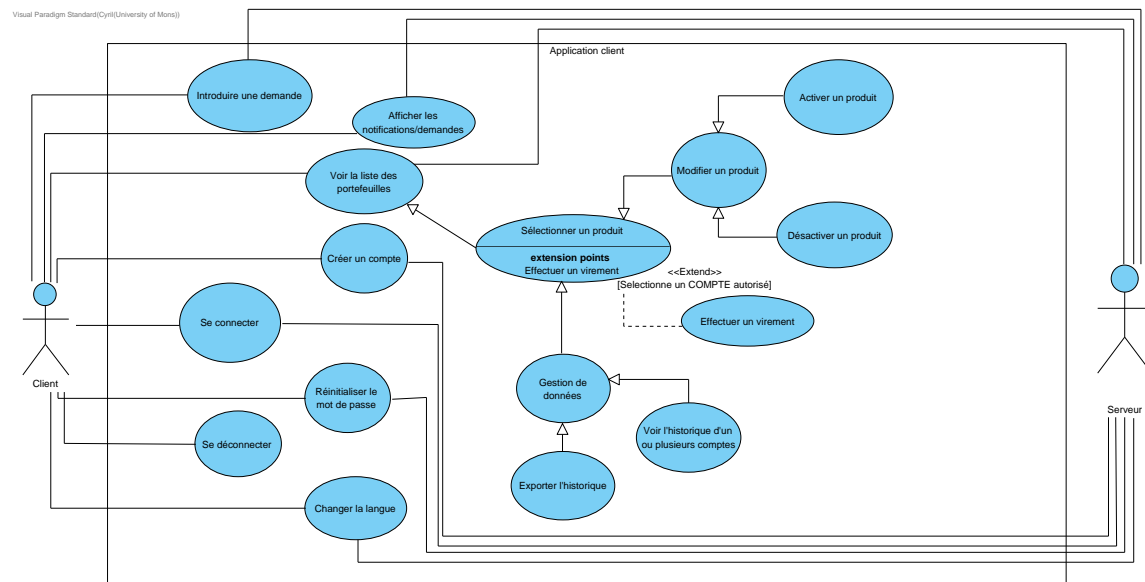 Visual Paradigm Standard(Cyril(University of Mons))
Application client
Introduire une demande
Afficher les
notifications/demandes
Activer un produit
Voir la liste des
portefeuilles
Modifier un produit
Sélectionner un produit
extension points
Effectuer un virement
Désactiver un produit
Créer un compte
<<Extend>>
[Selectionne un COMPTE autorisé]
Effectuer un virement
Se connecter
Client
Réinitialiser le
mot de passe
Gestion de
données
Serveur
Se déconnecter
Voir l'historique d'un
ou plusieurs comptes
Exporter l'historique
Changer la langue